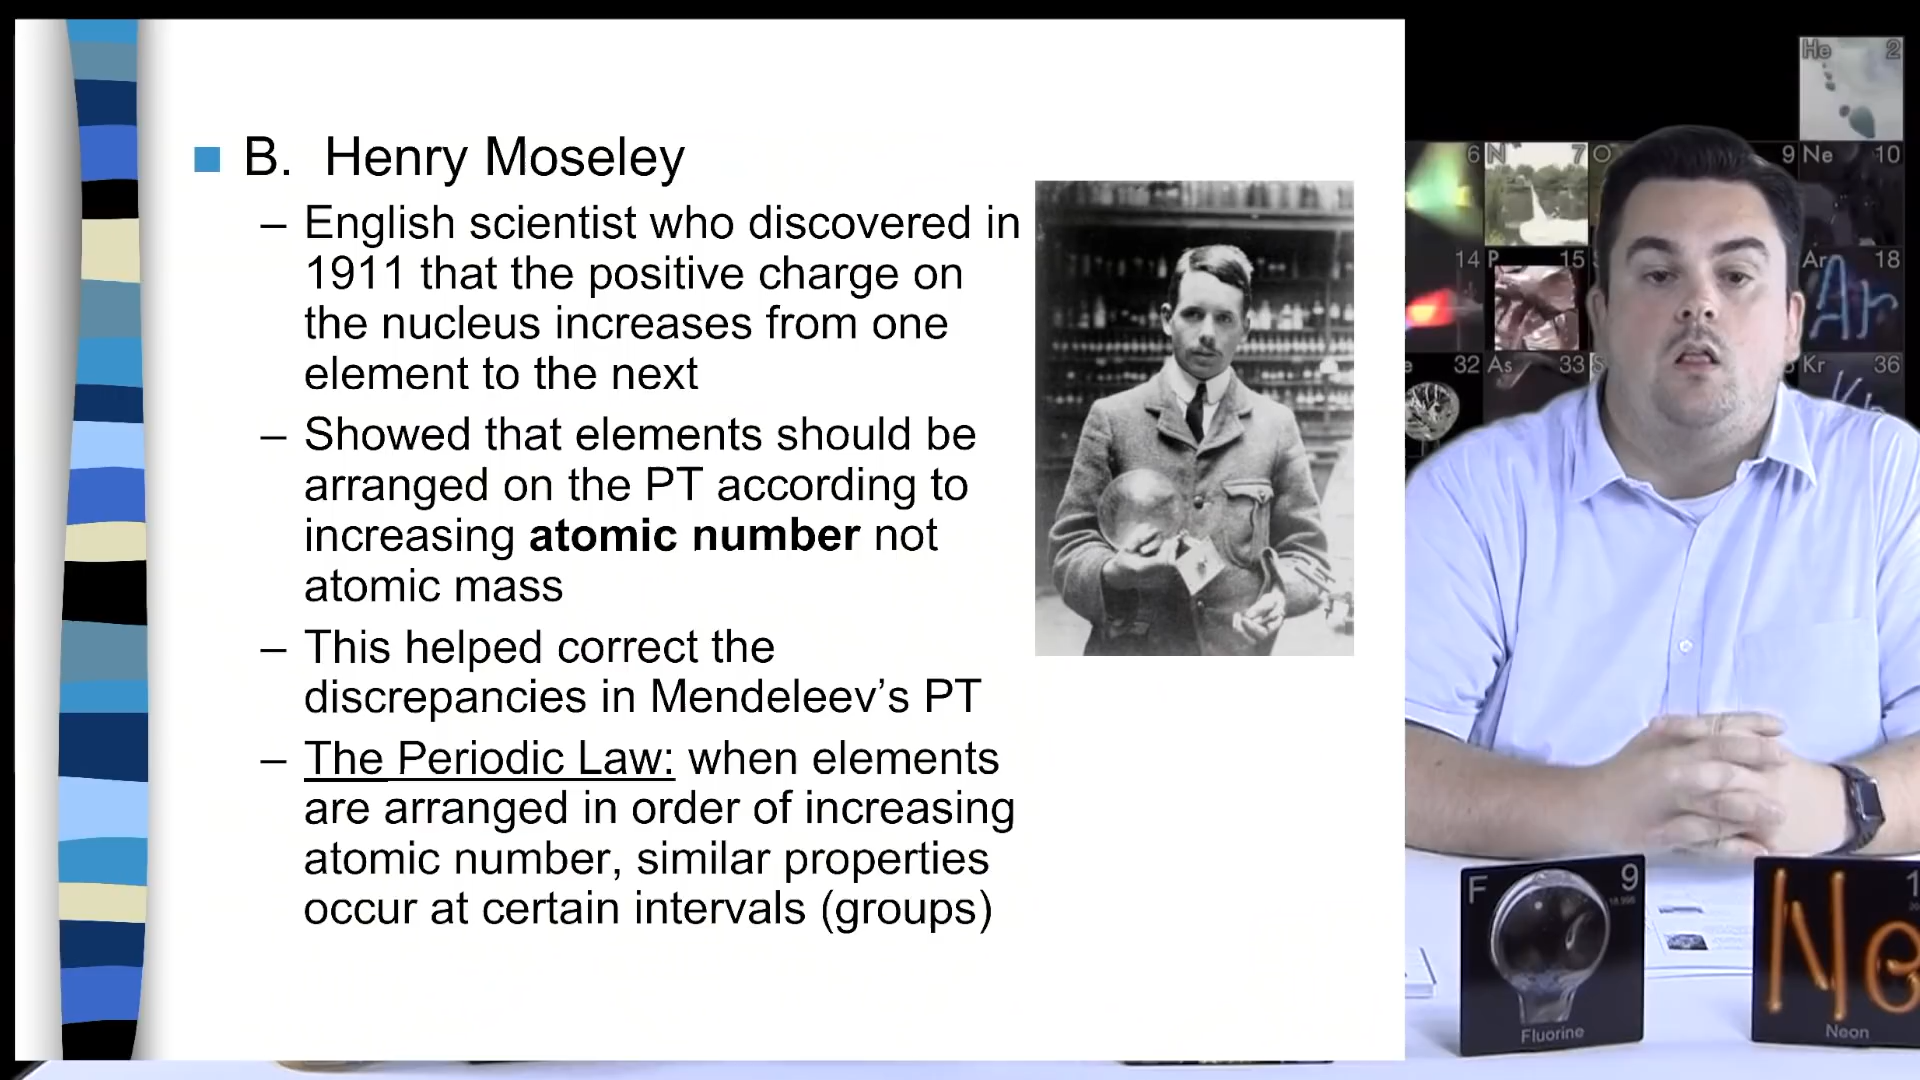 B. Henry Moseley
– English scientist who discovered in
1911 that the positive charge on
the nucleus increases from one
element to the next
– Showed that elements should be
arranged on the PT according to
increasing atomic number not
atomic mass
– This helped correct the
discrepancies in Mendeleev’s PT
– The Periodic Law: when elements
are arranged in order of increasing
atomic number, similar properties
occur at certain intervals (groups)
He 2
6 N 7 O 9 Ne 10
14 P 15 Ar 18
Ar
32 As 33 Kr 36
F 9
Fluorine
Ne
Neon